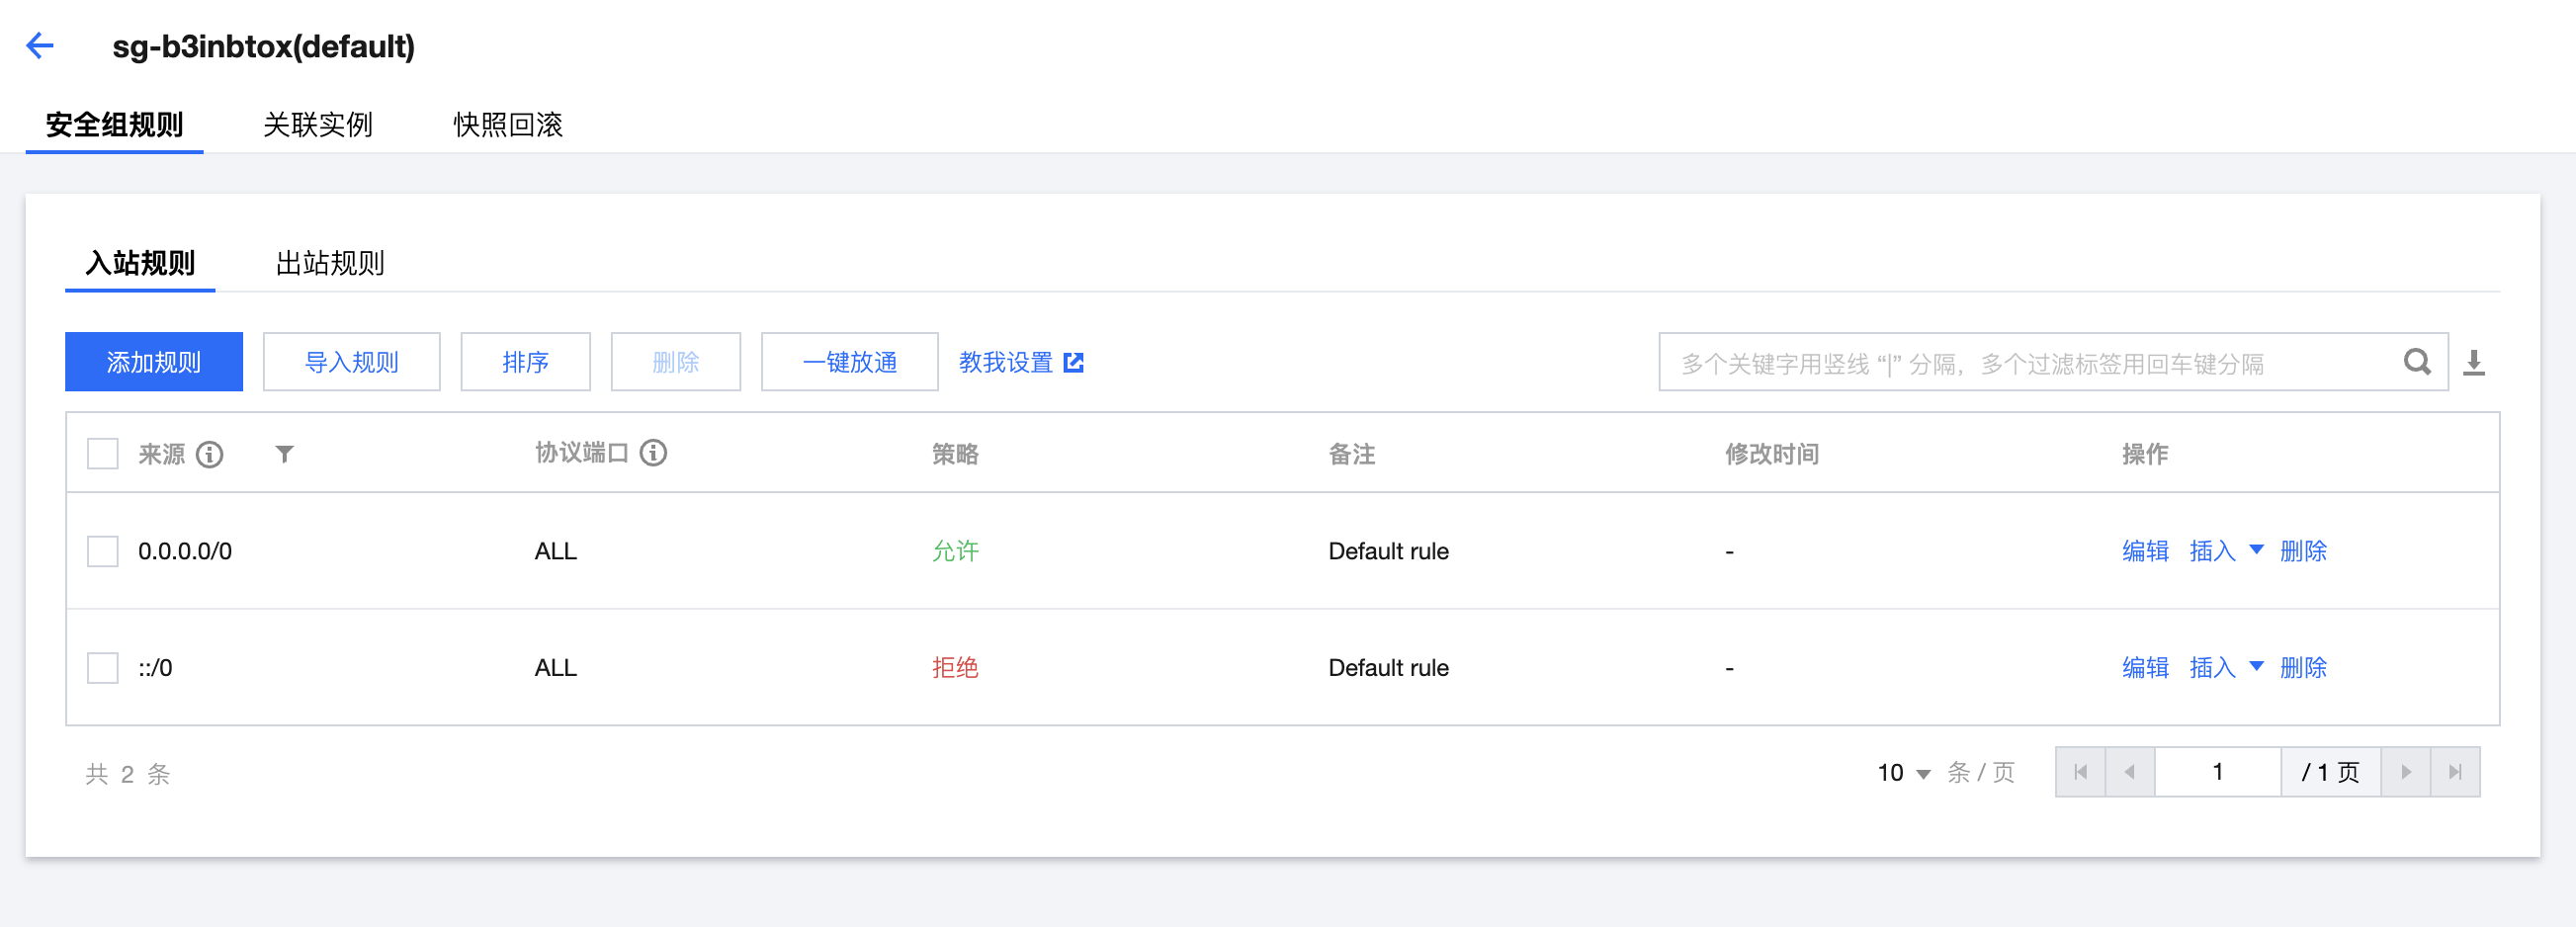 sg-b3inbtox(default)
安全组规则 关联实例 快照回滚
入站规则 出站规则
添加规则 导入规则 排序 删除 一键放通 教我设置 多个关键字用竖线 “|” 分隔，多个过滤标签用回车键分隔
来源 协议端口 策略 备注 修改时间 操作
0.0.0.0/0 ALL 允许 Default rule - 编辑 插入 删除
::/0 ALL 拒绝 Default rule - 编辑 插入 删除
共 2 条 10 条 / 页 1 / 1 页